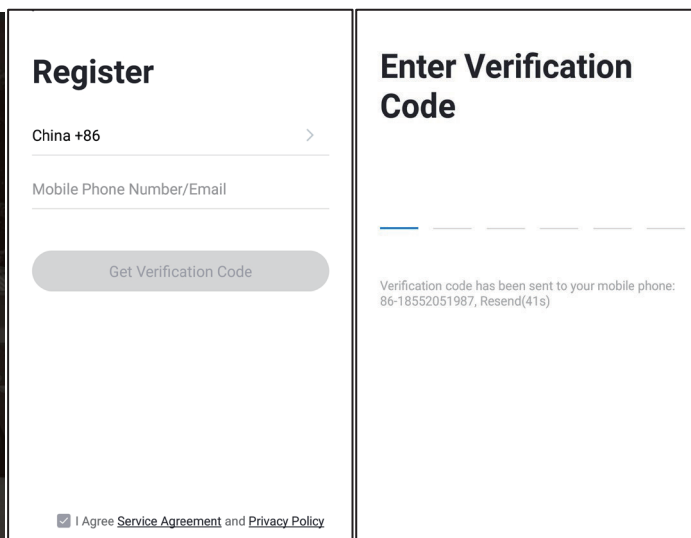 Register
China +86
Mobile Phone Number/Email
Get Verification Code
I Agree Service Agreement and Privacy Policy
Enter Verification
Code
Verification code has been sent to your mobile phone:
86-18552051987, Resend(41s)